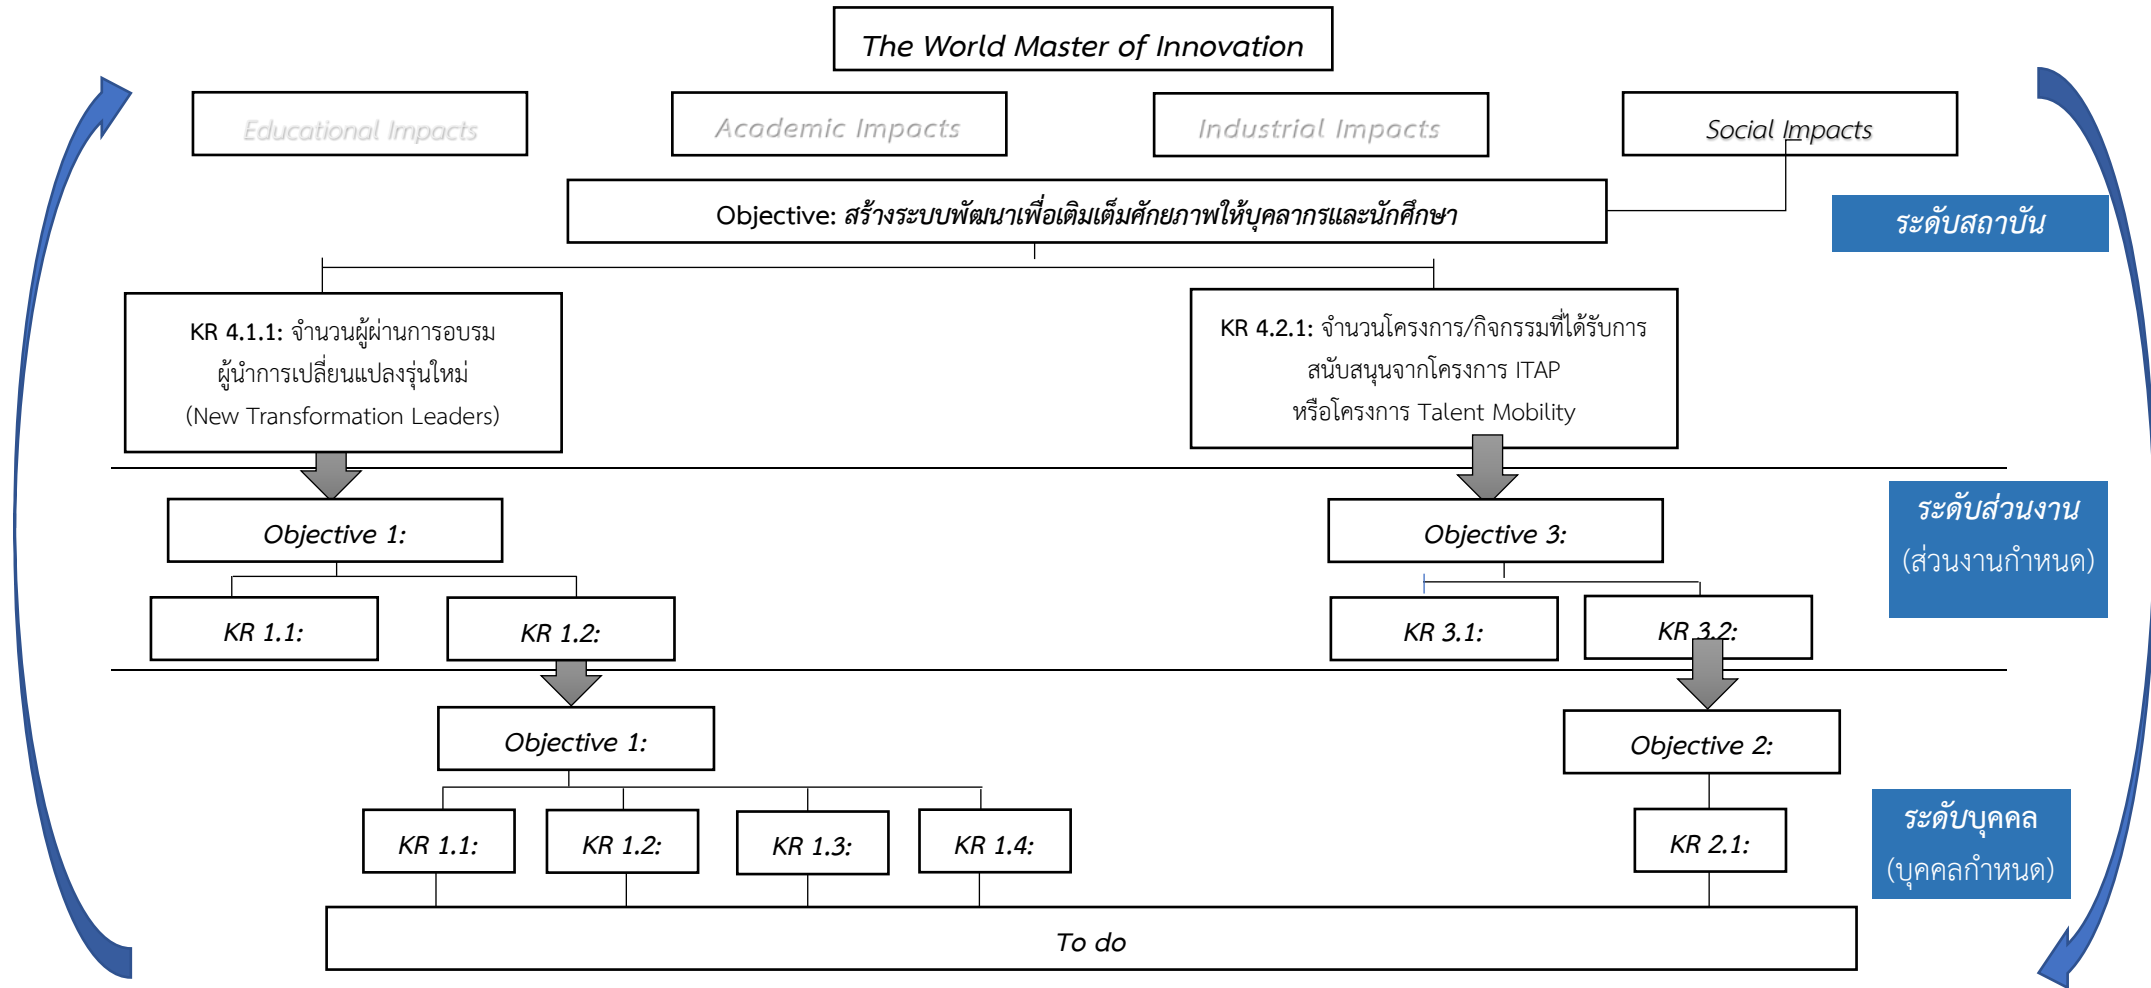 The World Master of Innovation
Educational Impacts
Academic Impacts
Industrial Impacts
Social Impacts
Objective: สร้างระบบพัฒนาเพื่อเติมเต็มศักยภาพให้บุคลากรและนักศึกษา
ระดับสถาบัน
KR 4.1.1: จำนวนผู้ผ่านการอบรม
ผู้นำการเปลี่ยนแปลงรุ่นใหม่
(New Transformation Leaders)
KR 4.2.1: จำนวนโครงการ/กิจกรรมที่ได้รับการ
สนับสนุนจากโครงการ ITAP
หรือโครงการ Talent Mobility
Objective 1:
Objective 3:
ระดับส่วนงาน
(ส่วนงานกำหนด)
KR 1.1:
KR 1.2:
KR 3.1:
KR 3.2:
Objective 1:
Objective 2:
KR 1.1:
KR 1.2:
KR 1.3:
KR 1.4:
KR 2.1:
ระดับบุคคล
(บุคคลกำหนด)
To do